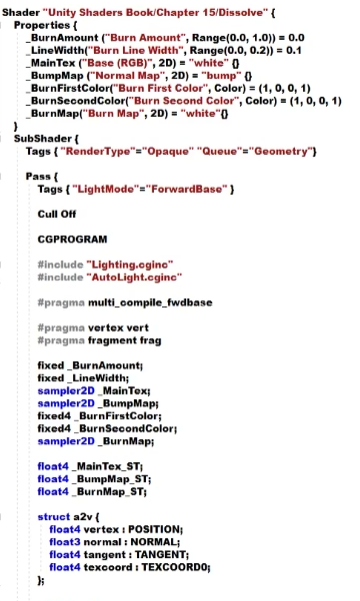 Shader "Unity Shaders Book/Chapter 15/Dissolve" {
Properties {
_BurnAmount ("Burn Amount", Range(0.0, 1.0)) = 0.0
_LineWidth("Burn Line Width", Range(0.0, 0.2)) = 0.1
_MainTex ("Base (RGB)", 2D) = "white" {}
_BumpMap ("Normal Map", 2D) = "bump" {}
_BurnFirstColor("Burn First Color", Color) = (1, 0, 0, 1)
_BurnSecondColor("Burn Second Color", Color) = (1, 0, 0, 1)
_BurnMap("Burn Map", 2D) = "white"{}
}
SubShader {
Tags { "RenderType"="Opaque" "Queue"="Geometry"}
Pass {
Tags { "LightMode"="ForwardBase" }
Cull Off
CGPROGRAM
#include "Lighting.cginc"
#include "AutoLight.cginc"
#pragma multi_compile_fwdbase
#pragma vertex vert
#pragma fragment frag
fixed _BurnAmount;
fixed _LineWidth;
sampler2D _MainTex;
sampler2D _BumpMap;
fixed4 _BurnFirstColor;
fixed4 _BurnSecondColor;
sampler2D _BurnMap;
float4 _MainTex_ST;
float4 _BumpMap_ST;
float4 _BurnMap_ST;
struct a2v {
float4 vertex : POSITION;
float3 normal : NORMAL;
float4 tangent : TANGENT;
float4 texcoord : TEXCOORD0;
};